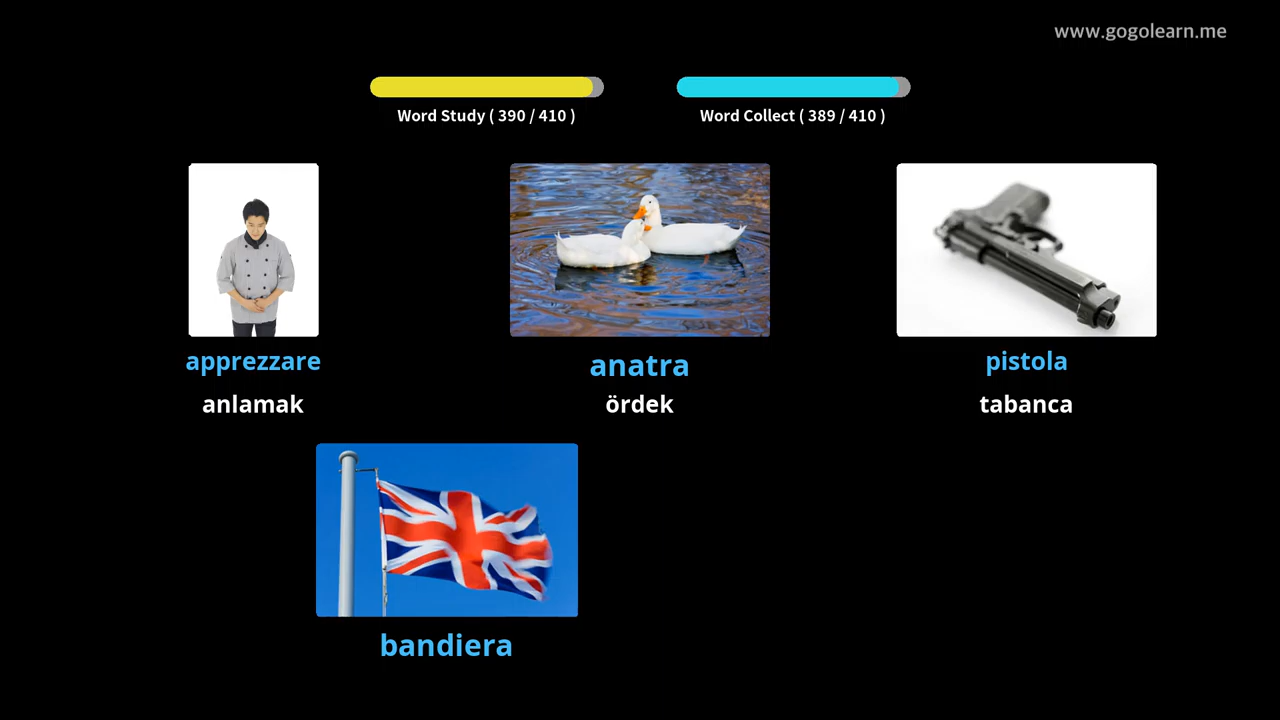 www.gogolearn.me
Word Study ( 390 / 410 )
Word Collect ( 389 / 410 )
apprezzare
anatra
pistola
anlamak
ördek
tabanca
bandiera